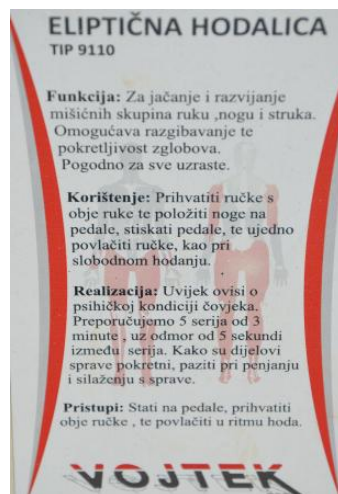 ELIPTIČNA HODALICA
TIP 9110
Funkcija: Za jačanje i razvijanje
mišićnih skupina ruku ,nogu i struka.
Omogućava razgibavanje te
pokretljivost zglobova.
Pogodno za sve uzraste.
Korištenje: Prihvatiti ručke s
obje ruke te položiti noge na
pedale, stiskati pedale, te ujedno
povlačiti ručke, kao pri
slobodnom hodanju.
Realizacija: Uvijek ovisi o
psihičkoj kondiciji čovjeka.
Preporučujemo 5 serija od 3
minute , uz odmor od 5 sekundi
između serija. Kako su dijelovi
sprave pokretni, paziti pri penjanju
i silaženju s sprave.
Pristupi: Stati na pedale, prihvatiti
obje ručke , te povlačiti u ritmu hoda.
VOJTEK